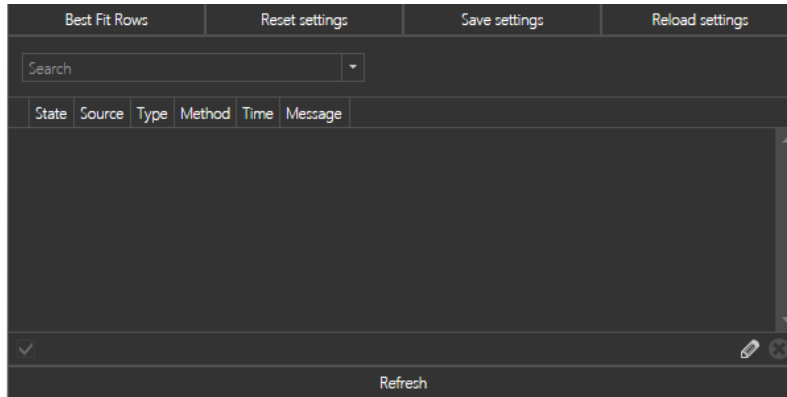 Best Fit Rows Reset settings Save settings Reload settings
Search
State Source Type Method Time Message
Refresh